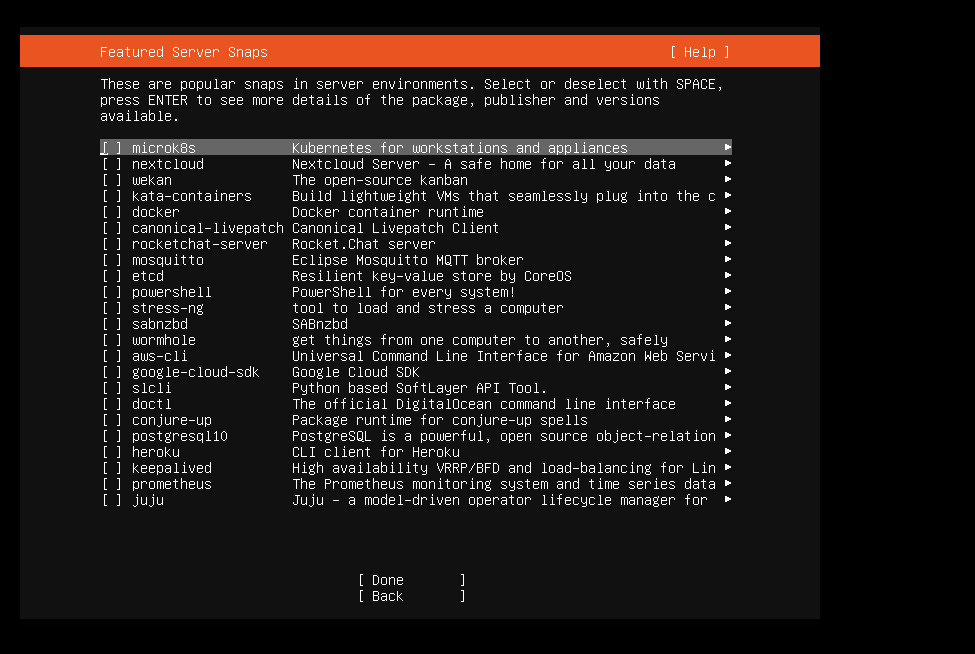 Featured Server Snaps [ Help ]
These are popular snaps in server environments. Select or deselect with SPACE,
press ENTER to see more details of the package, publisher and versions
available.
[ ] microk8s Kubernetes for workstations and appliances ►
[ ] nextcloud Nextcloud Server - A safe home for all your data ►
[ ] wekan The open-source kanban ►
[ ] kata-containers Build lightweight VMs that seamlessly plug into the c ►
[ ] docker Docker container runtime ►
[ ] canonical-livepatch Canonical Livepatch Client ►
[ ] rocketchat-server Rocket.Chat server ►
[ ] mosquitto Eclipse Mosquitto MQTT broker ►
[ ] etcd Resilient key-value store by CoreOS ►
[ ] powershell PowerShell for every system! ►
[ ] stress-ng tool to load and stress a computer ►
[ ] sabnzbd SABnzbd ►
[ ] wormhole get things from one computer to another, safely ►
[ ] aws-cli Universal Command Line Interface for Amazon Web Servi ►
[ ] google-cloud-sdk Google Cloud SDK ►
[ ] slcli Python based SoftLayer API Tool. ►
[ ] doctl The official DigitalOcean command line interface ►
[ ] conjure-up Package runtime for conjure-up spells ►
[ ] postgresql10 PostgreSQL is a powerful, open source object-relation ►
[ ] heroku CLI client for Heroku ►
[ ] keepalived High availability VRRP/BFD and load-balancing for Lin ►
[ ] prometheus The Prometheus monitoring system and time series data ►
[ ] juju Juju - a model-driven operator lifecycle manager for ►
[ Done ]
[ Back ]